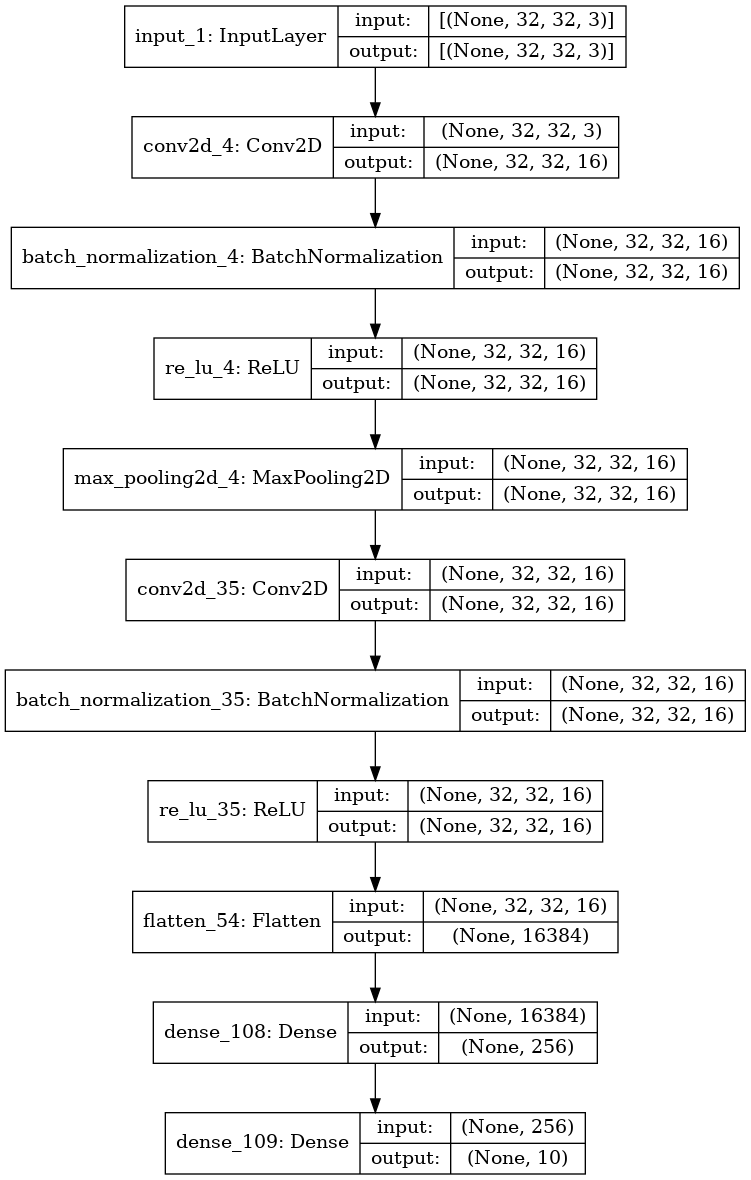 input_1: InputLayer
input: [(None, 32, 32, 3)]
output: [(None, 32, 32, 3)]
conv2d_4: Conv2D
input: (None, 32, 32, 3)
output: (None, 32, 32, 16)
batch_normalization_4: BatchNormalization
input: (None, 32, 32, 16)
output: (None, 32, 32, 16)
re_lu_4: ReLU
input: (None, 32, 32, 16)
output: (None, 32, 32, 16)
max_pooling2d_4: MaxPooling2D
input: (None, 32, 32, 16)
output: (None, 32, 32, 16)
conv2d_35: Conv2D
input: (None, 32, 32, 16)
output: (None, 32, 32, 16)
batch_normalization_35: BatchNormalization
input: (None, 32, 32, 16)
output: (None, 32, 32, 16)
re_lu_35: ReLU
input: (None, 32, 32, 16)
output: (None, 32, 32, 16)
flatten_54: Flatten
input: (None, 32, 32, 16)
output: (None, 16384)
dense_108: Dense
input: (None, 16384)
output: (None, 256)
dense_109: Dense
input: (None, 256)
output: (None, 10)